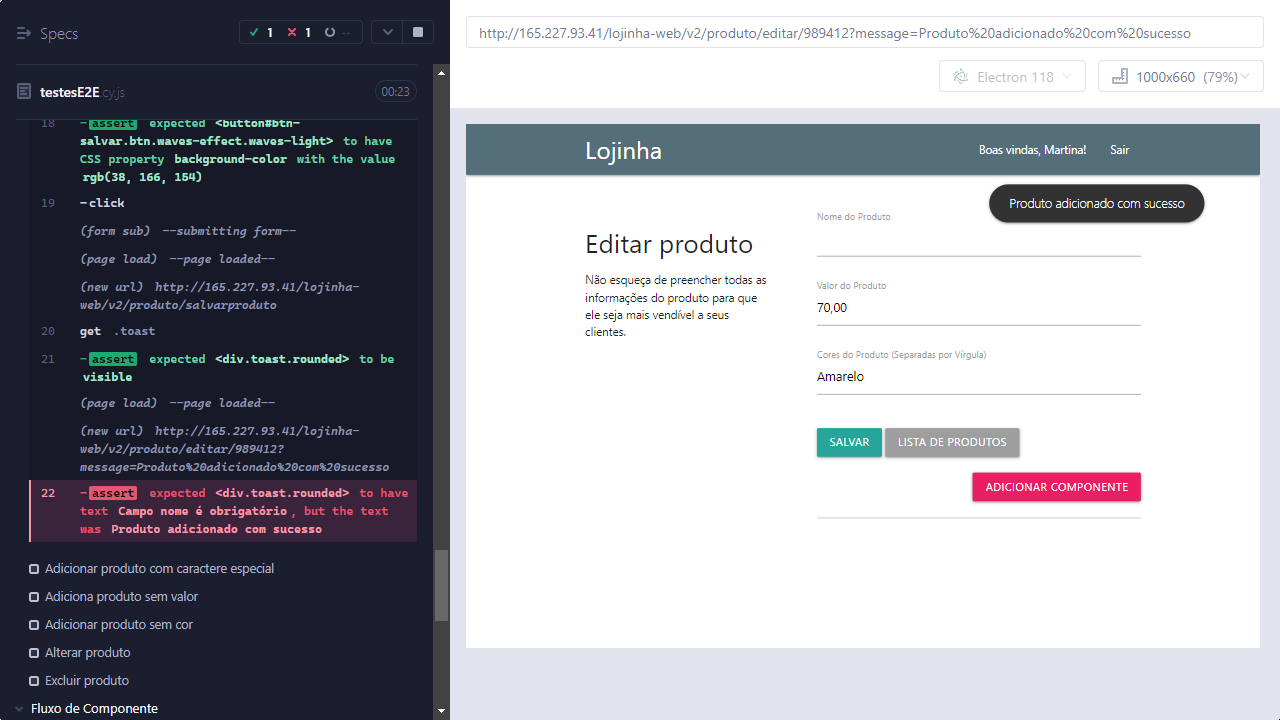 Specs
1
1
--
testesE2E.cy.js
00:23
18
-assert expected <button#btn-
salvar.btn.waves-effect.waves-light> to have
CSS property background-color with the value
rgb(38, 166, 154)
19
-click
(form sub) --submitting form--
(page load) --page loaded--
(new url) http://165.227.93.41/lojinha-
web/v2/produto/salvarproduto
20
get .toast
21
-assert expected <div.toast.rounded> to be
visible
(page load) --page loaded--
(new url) http://165.227.93.41/lojinha-
web/v2/produto/editar/989412?
message=Produto%20adicionado%20com%20sucesso
22
-assert expected <div.toast.rounded> to have
text Campo nome é obrigatório, but the text
was Produto adicionado com sucesso
Adicionar produto com caractere especial
Adiciona produto sem valor
Adicionar produto sem cor
Alterar produto
Excluir produto
Fluxo de Componente
http://165.227.93.41/lojinha-web/v2/produto/editar/989412?message=Produto%20adicionado%20com%20sucesso
Electron 118
1000x660 (79%)
Lojinha
Boas vindas, Martina!
Sair
Produto adicionado com sucesso
Editar produto
Não esqueça de preencher todas as
informações do produto para que
ele seja mais vendível a seus
clientes.
Nome do Produto
Valor do Produto
70,00
Cores do Produto (Separadas por Vírgula)
Amarelo
SALVAR
LISTA DE PRODUTOS
ADICIONAR COMPONENTE